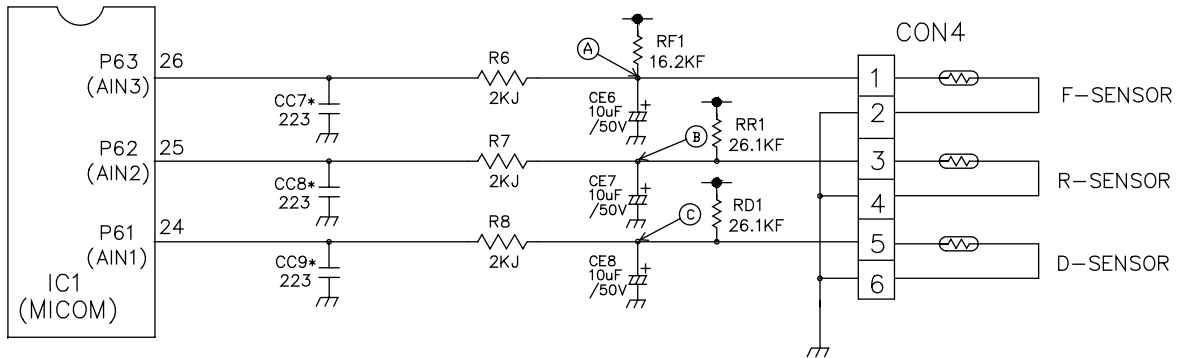 CON4
P63
(AIN3)
26
R6
2KJ
A
RF1
16.2KF
1
F-SENSOR
CC7*
223
CE6
10uF
/50V
+
2
P62
(AIN2)
25
R7
2KJ
B
RR1
26.1KF
3
R-SENSOR
CC8*
223
CE7
10uF
/50V
+
4
P61
(AIN1)
24
R8
2KJ
C
RD1
26.1KF
5
D-SENSOR
CC9*
223
CE8
10uF
/50V
+
6
IC1
(MICOM)